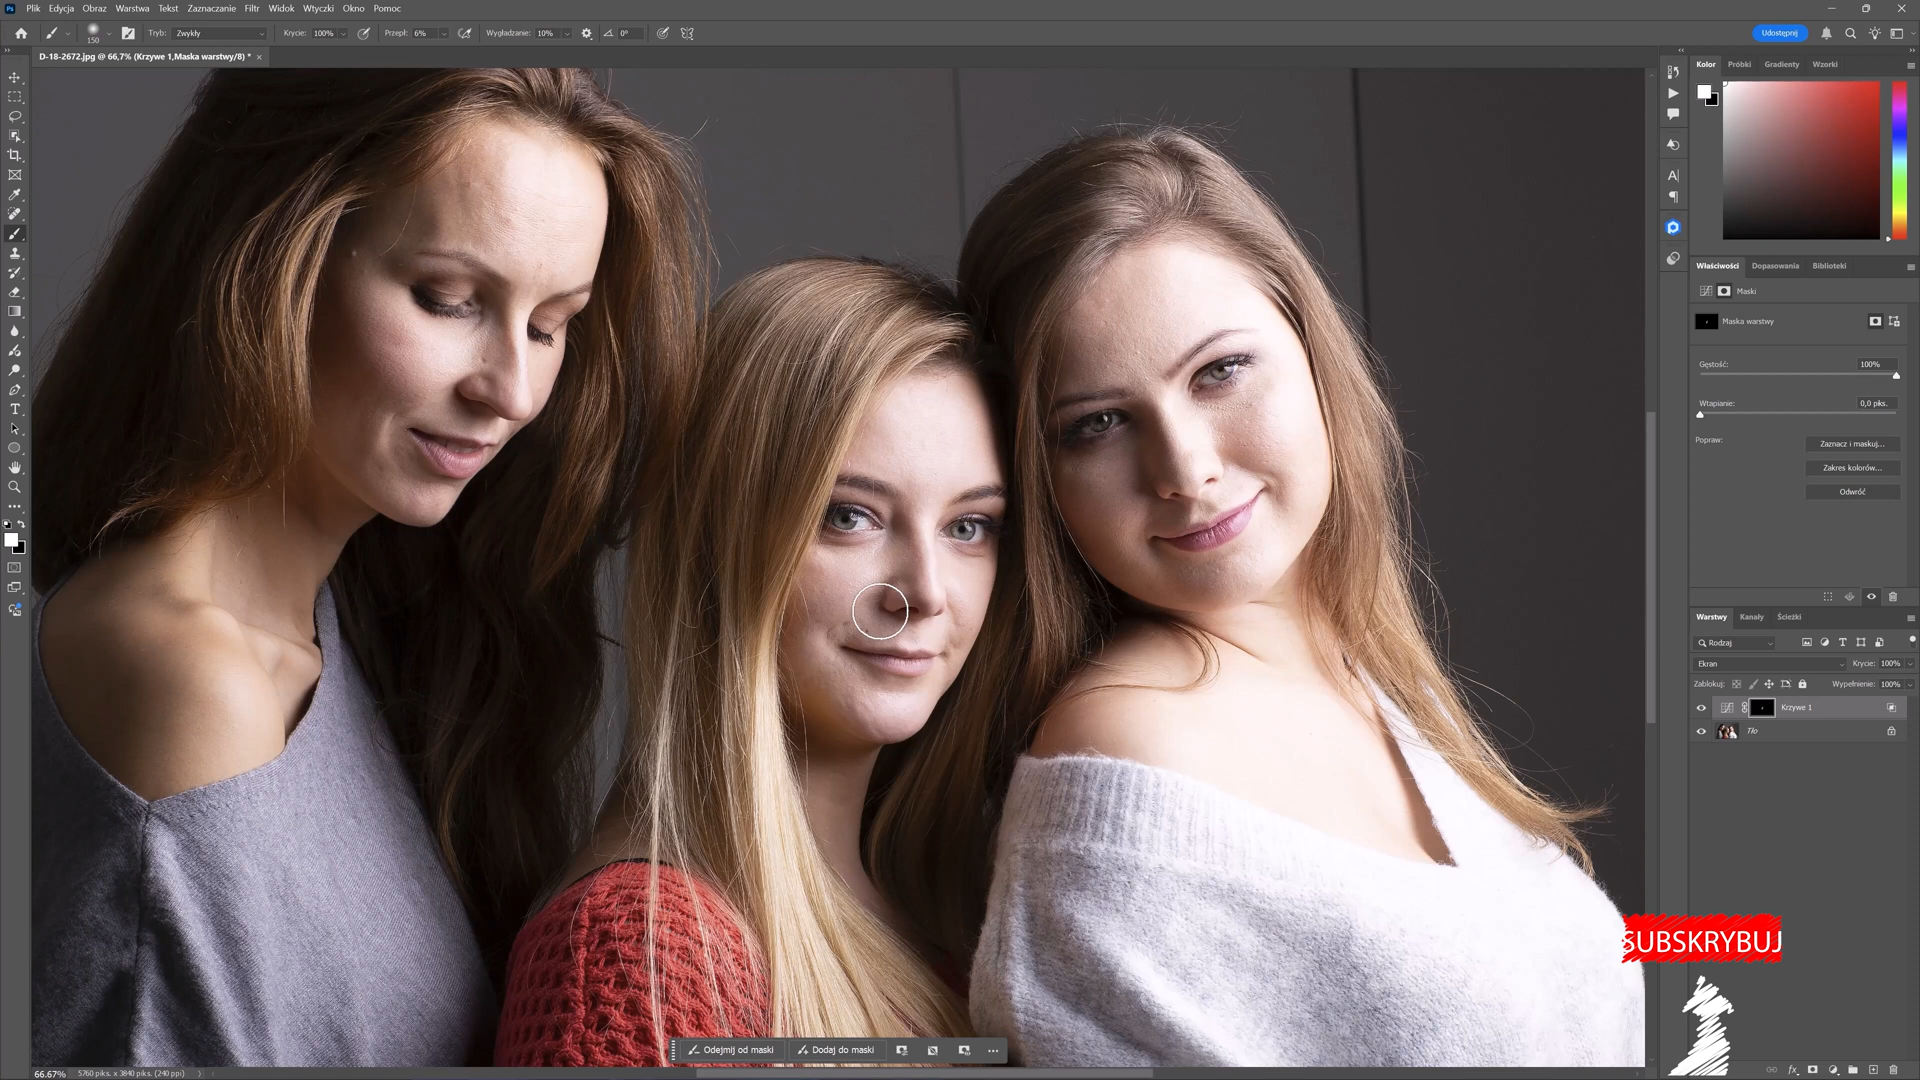 Plik Edycja Obraz Warstwa Tekst Zaznaczanie Filtr Widok Wtyczki Okno Pomoc
150 Tryb: Zwykły Krycie: 100% Przepł: 6% Wygładzanie: 10% 0° Udostępnij
D-18-2672.jpg @ 66,7% (Krzywe 1,Maska warstwy/8) *
Kolor Próbki Gradienty Wzorki
Właściwości Dopasowania Biblioteki
Maski
Maska warstwy
Gęstość: 100%
Wtapianie: 0,0 piks.
Popraw: Zaznacz i maskuj...
Zakres kolorów...
Odwróć
Warstwy Kanały Ścieżki
Rodzaj
Ekran Krycie: 100%
Zablokuj: Wypełnienie: 100%
Krzywe 1
Tło
SUBSKRYBUJ
Odejmij od maski Dodaj do maski
66.67% 5760 piks. x 3840 piks. (240 ppi)